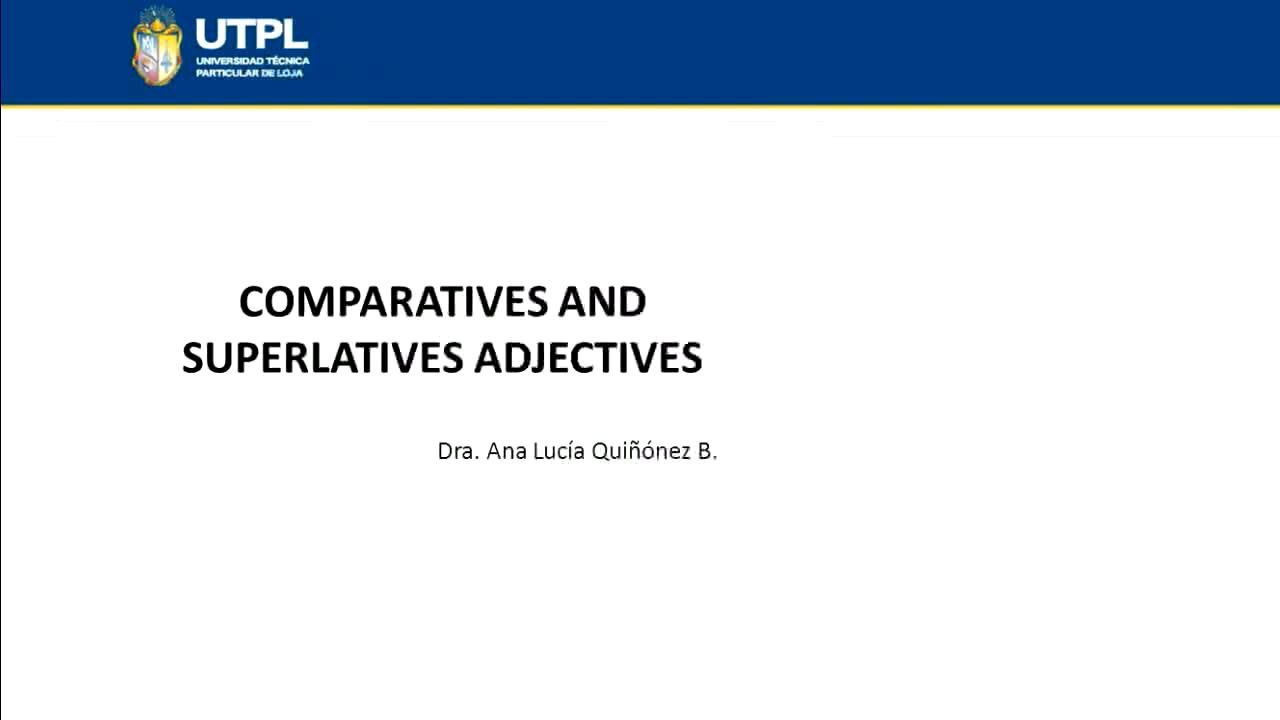 UTPL
UNIVERSIDAD TÉCNICA
PARTICULAR DE LOJA
COMPARATIVES AND
SUPERLATIVES ADJECTIVES
Dra. Ana Lucía Quiñónez B.